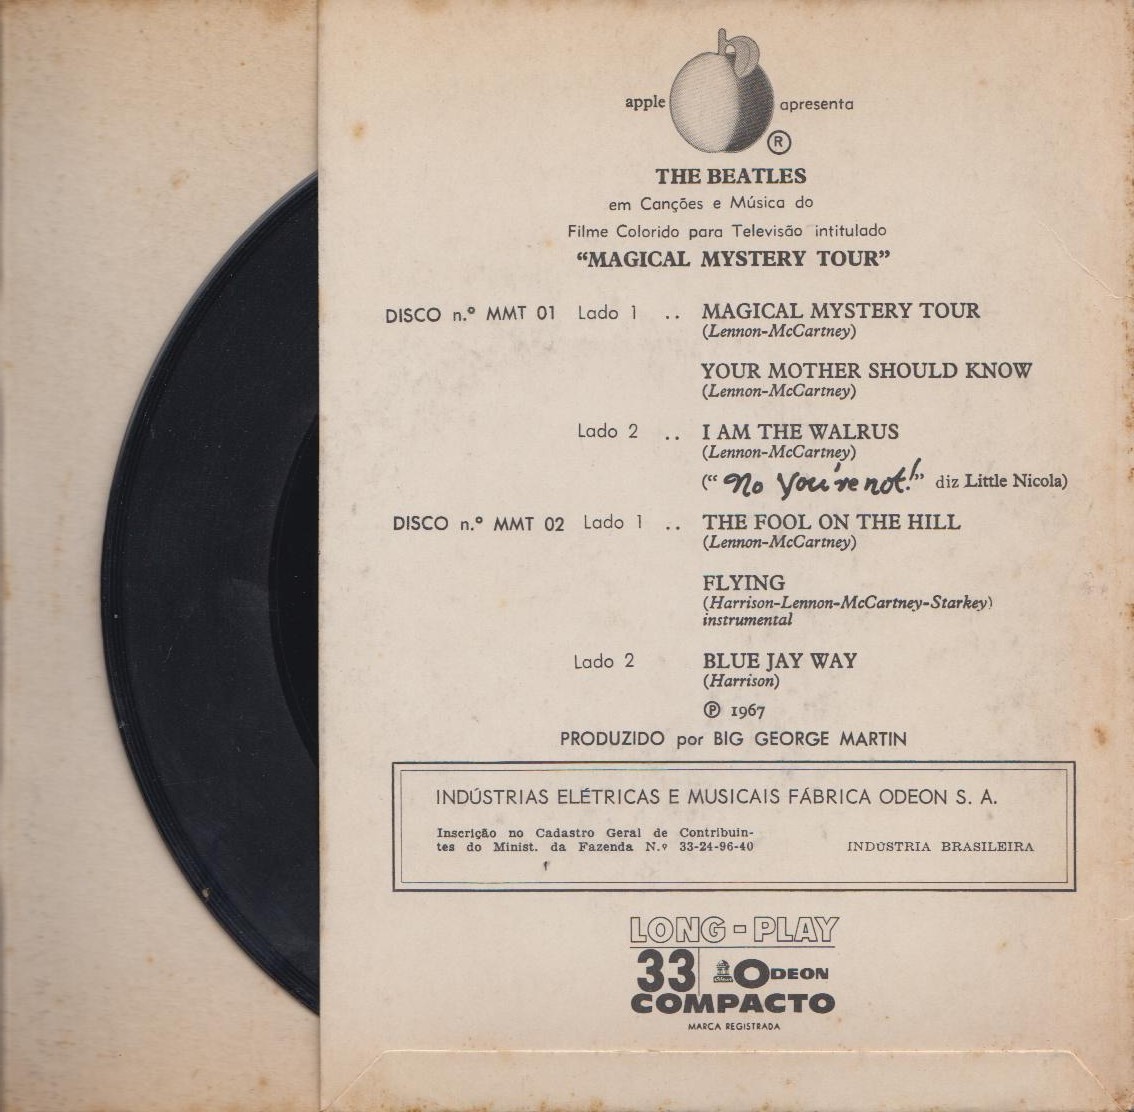 apple apresenta
®
THE BEATLES
em Canções e Música do
Filme Colorido para Televisão intitulado
“MAGICAL MYSTERY TOUR”
DISCO n.º MMT 01 Lado 1 .. MAGICAL MYSTERY TOUR
(Lennon-McCartney)
YOUR MOTHER SHOULD KNOW
(Lennon-McCartney)
Lado 2 .. I AM THE WALRUS
(Lennon-McCartney)
(“No You're not!” diz Little Nicola)
DISCO n.º MMT 02 Lado 1 .. THE FOOL ON THE HILL
(Lennon-McCartney)
FLYING
(Harrison-Lennon-McCartney-Starkey)
instrumental
Lado 2 BLUE JAY WAY
(Harrison)
℗ 1967
PRODUZIDO por BIG GEORGE MARTIN
INDÚSTRIAS ELÉTRICAS E MUSICAIS FÁBRICA ODEON S. A.
Inscrição no Cadastro Geral de Contribuin-
tes do Minist. da Fazenda N.º 33-24-96-40 INDÚSTRIA BRASILEIRA
LONG-PLAY
33 ODEON
COMPACTO
MARCA REGISTRADA